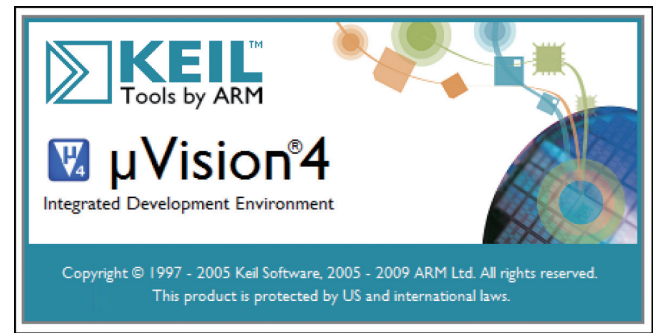 KEIL™
Tools by ARM
µ
V4
µVision®4
Integrated Development Environment
Copyright © 1997 - 2005 Keil Software, 2005 - 2009 ARM Ltd. All rights reserved.
This product is protected by US and international laws.